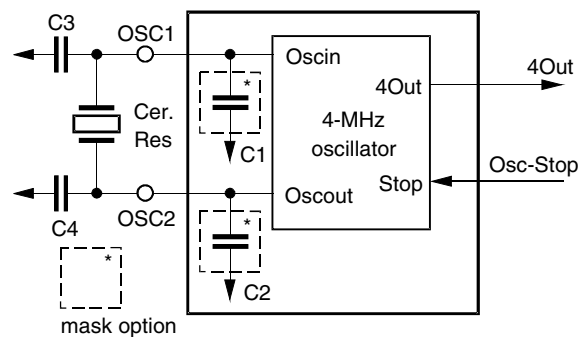 C3
OSC1
Oscin
*
4Out
4Out
Cer.
Res
4-MHz
oscillator
C1
Osc-Stop
Stop
Oscout
OSC2
C4
*
*
C2
mask option